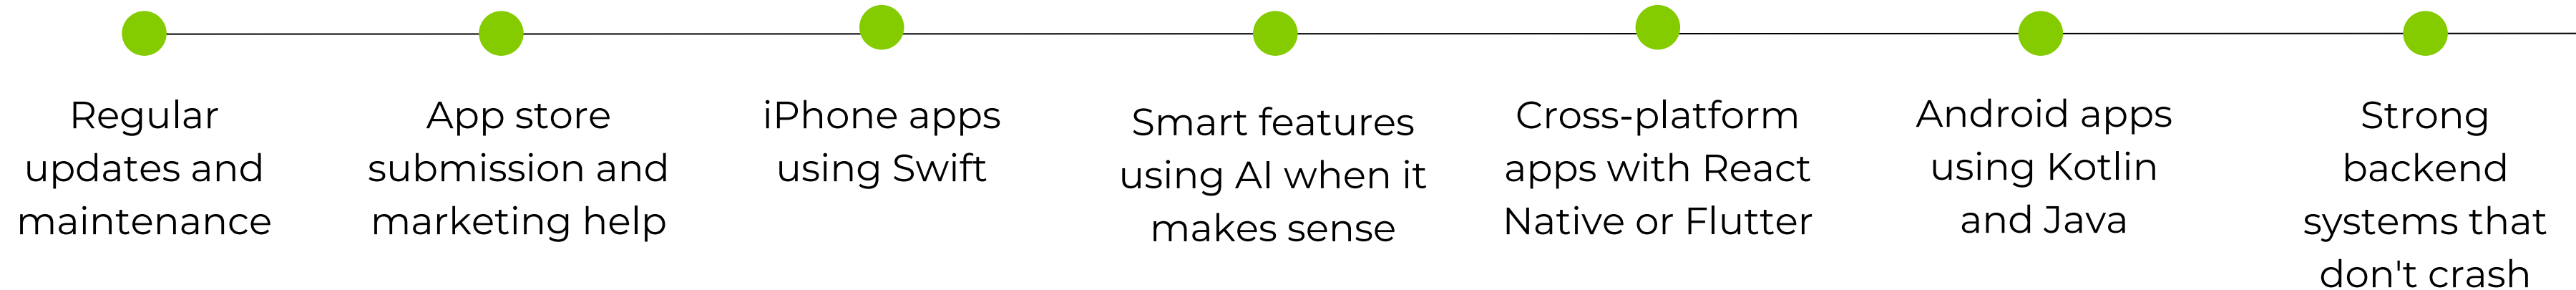 Regular
updates and
maintenance
App store
submission and
marketing help
iPhone apps
using Swift
Smart features
using AI when it
makes sense
Cross-platform
apps with React
Native or Flutter
Android apps
using Kotlin
and Java
Strong
backend
systems that
don't crash